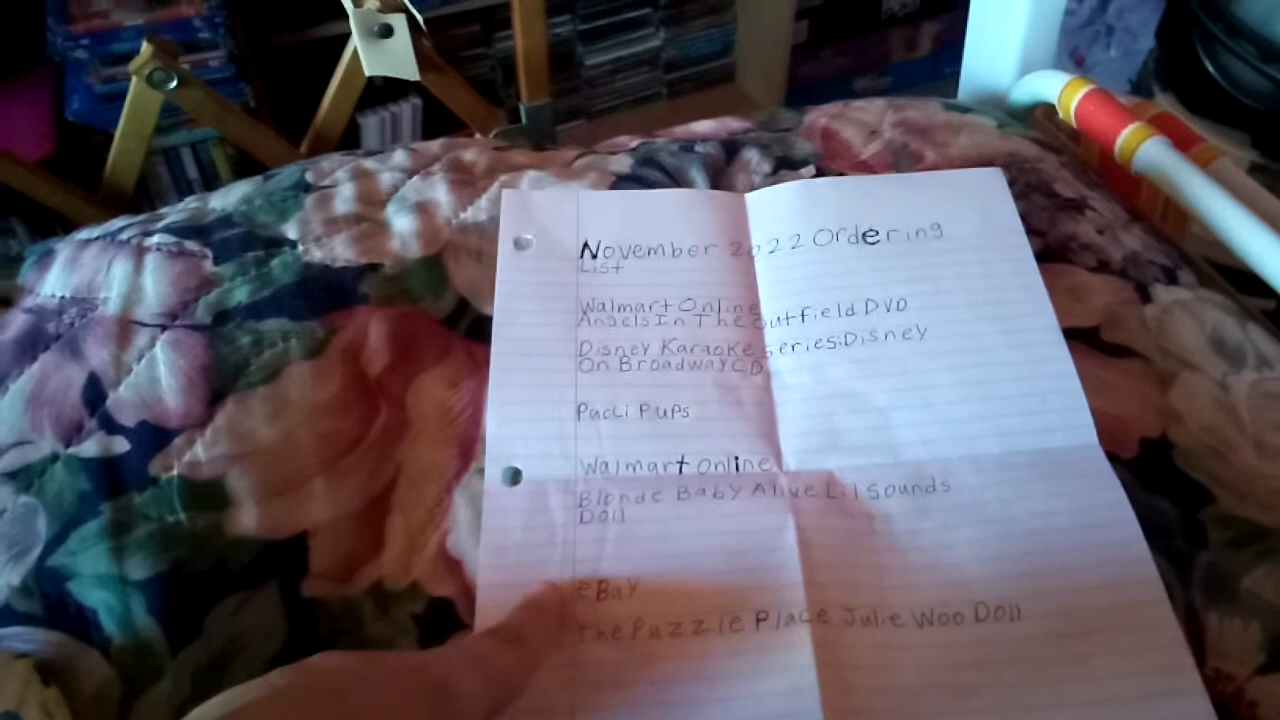 November 2022 Ordering
List
Walmart Online
Angels In The Outfield DVD
Disney Karaoke Series: Disney
On Broadway CD
Pucci Pups
Walmart Online
Blonde Baby Alive Lil Sounds
Doll
eBay
The Puzzle Place Julie Woo Doll